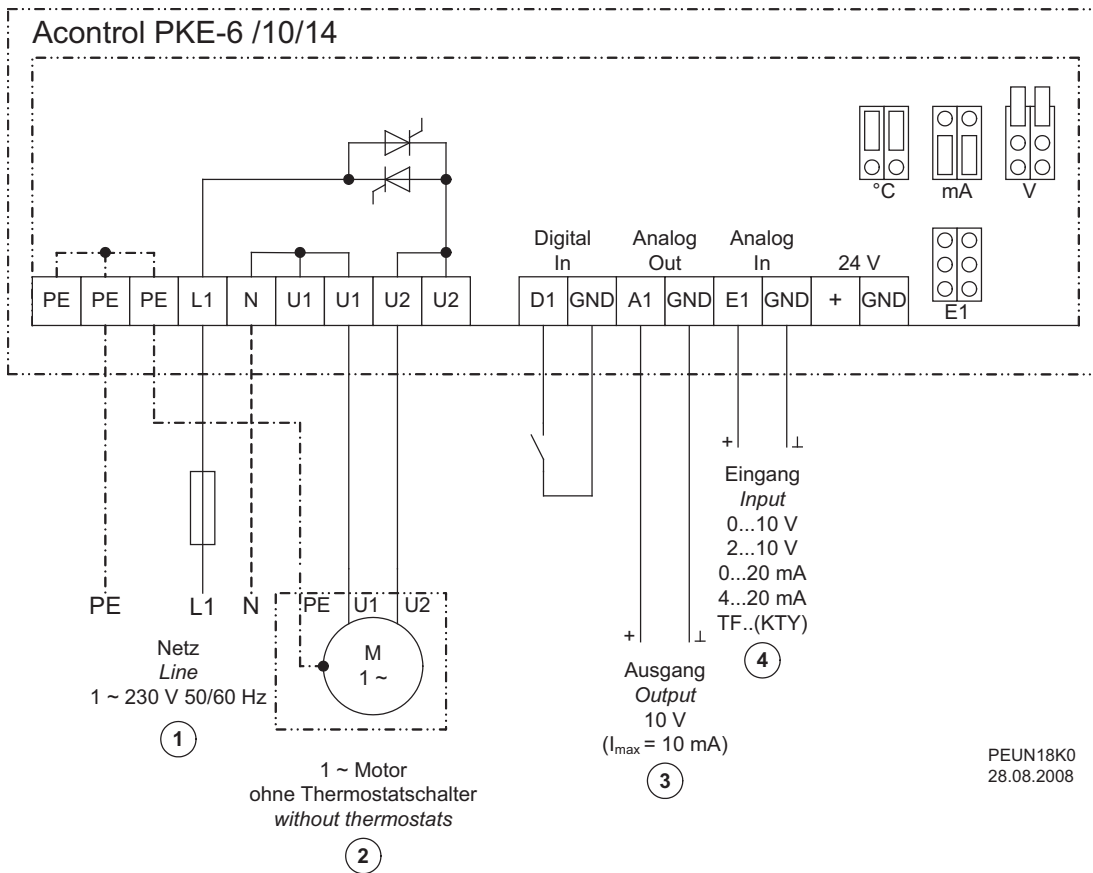 Acontrol PKE-6 /10/14
°C
mA
V
Digital
In
Analog
Out
Analog
In
24 V
PE PE PE L1 N U1 U1 U2 U2
D1 GND A1 GND E1 GND + GND
E1
+ ⊥
Eingang
Input
0...10 V
2...10 V
0...20 mA
4...20 mA
TF..(KTY)
4
PE L1 N
Netz
Line
1 ~ 230 V 50/60 Hz
1
PE U1 U2
M
1 ~
1 ~ Motor
ohne Thermostatschalter
without thermostats
2
+ ⊥
Ausgang
Output
10 V
(Imax = 10 mA)
3
PEUN18K0
28.08.2008